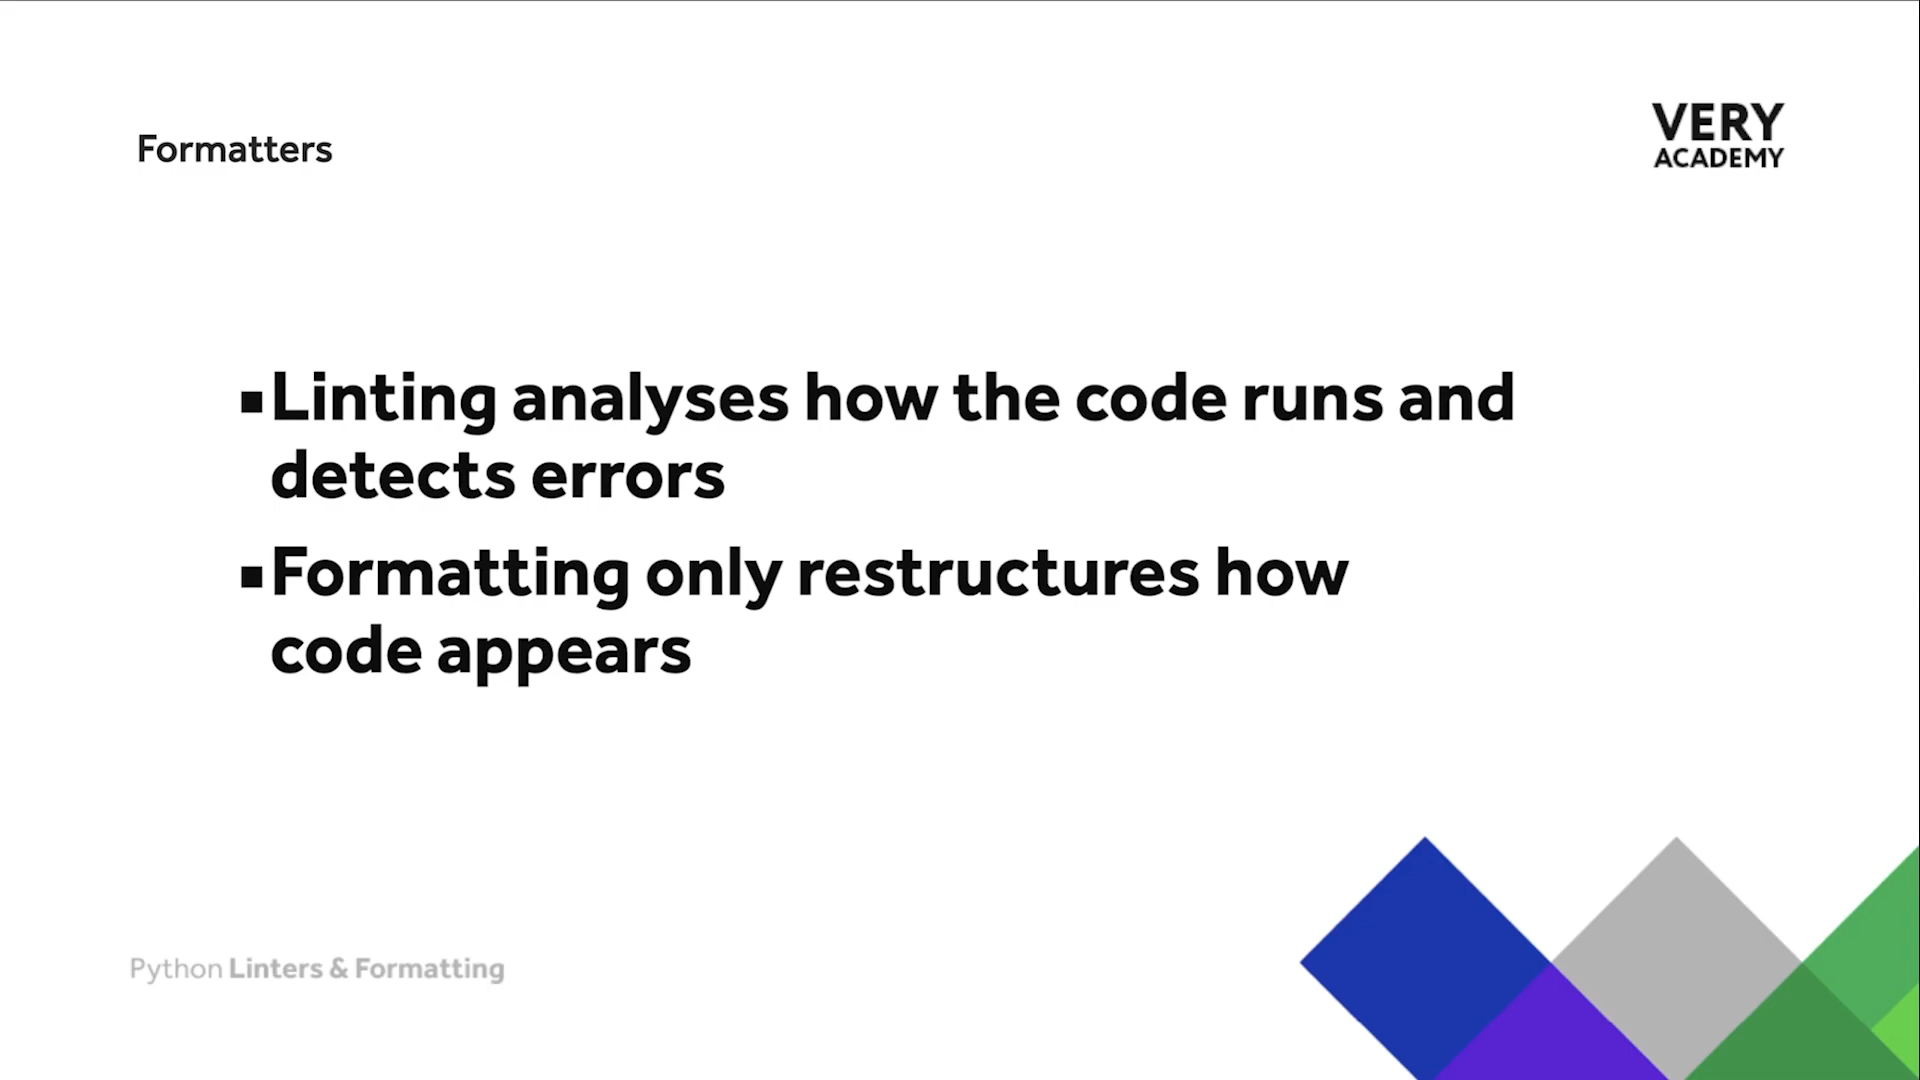 Formatters
VERY
ACADEMY
▪Linting analyses how the code runs and
detects errors
▪Formatting only restructures how
code appears
Python Linters & Formatting